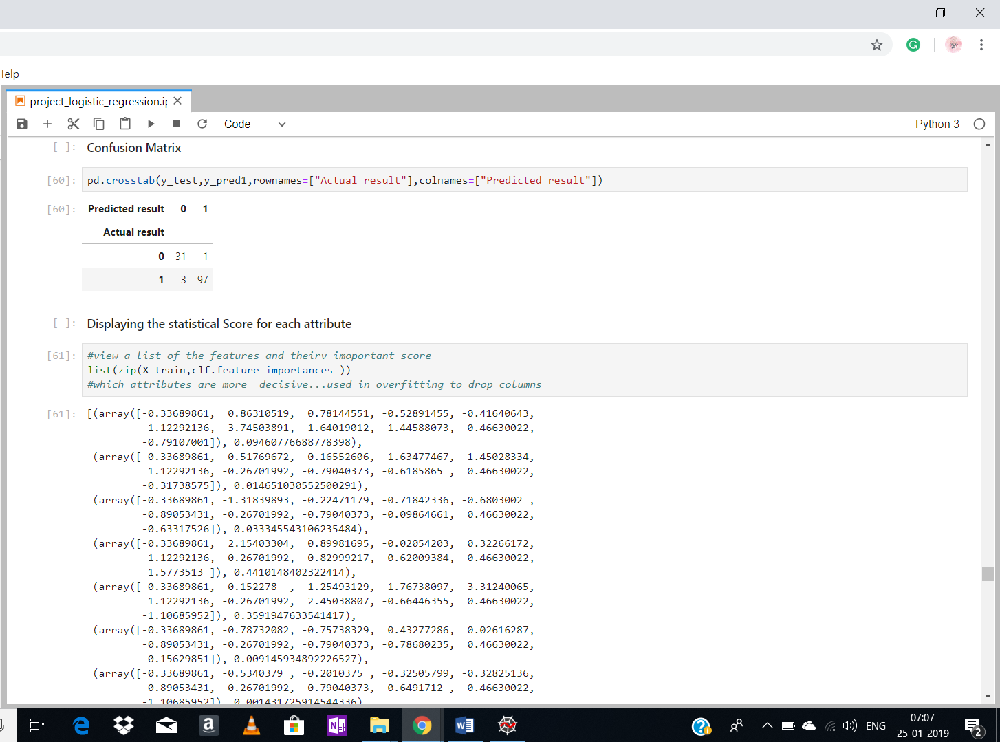 Help
project_logistic_regression.ip
Code
Python 3
[ ]: Confusion Matrix
[60]: pd.crosstab(y_test,y_pred1,rownames=["Actual result"],colnames=["Predicted result"])
[60]: Predicted result 0 1
Actual result
0 31 1
1 3 97
[ ]: Displaying the statistical Score for each attribute
[61]: #view a list of the features and theirv imoportant score
list(zip(X_train,clf.feature_importances_))
#which attributes are more  decisive...used in overfitting to drop columns
[61]: [(array([-0.33689861,  0.86310519,  0.78144551, -0.52891455, -0.41640643,
1.12292136,  3.74503891,  1.64019012,  1.44588073,  0.46630022,
-0.79107001]), 0.09460776688778398),
(array([-0.33689861, -0.51769672, -0.16552606,  1.63477467,  1.45028334,
1.12292136, -0.26701992, -0.79040373, -0.6185865 ,  0.46630022,
-0.31738575]), 0.014651030552500291),
(array([-0.33689861, -1.31839893, -0.22471179, -0.71842336, -0.6803002 ,
-0.89053431, -0.26701992, -0.79040373, -0.09864661,  0.46630022,
-0.63317526]), 0.033345543106235484),
(array([-0.33689861,  2.15403304,  0.89981695, -0.02054203,  0.32266172,
1.12292136, -0.26701992,  0.82999217,  0.62009384,  0.46630022,
1.5773513 ]), 0.4410148402322414),
(array([-0.33689861,  0.152278  ,  1.25493129,  1.76738097,  3.31240065,
1.12292136, -0.26701992,  2.45038807, -0.66446355,  0.46630022,
-1.10685952]), 0.3591947633541417),
(array([-0.33689861, -0.78732082, -0.75738329,  0.43277286,  0.02616287,
-0.89053431, -0.26701992, -0.79040373, -0.78680235,  0.46630022,
0.15629851]), 0.009145934892226527),
(array([-0.33689861, -0.5340379 , -0.2010375 , -0.32505799, -0.32825136,
-0.89053431, -0.26701992, -0.79040373, -0.6491712 ,  0.46630022,
-1.10685952]), 0.001431725914544336)
ENG
07:07
25-01-2019
2